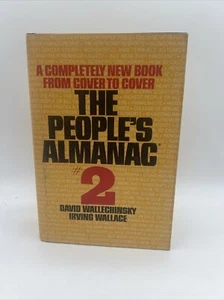 A COMPLETELY NEW BOOK
FROM COVER TO COVER
THE
PEOPLE'S
ALMANAC®
#2
DAVID WALLECHINSKY
IRVING WALLACE